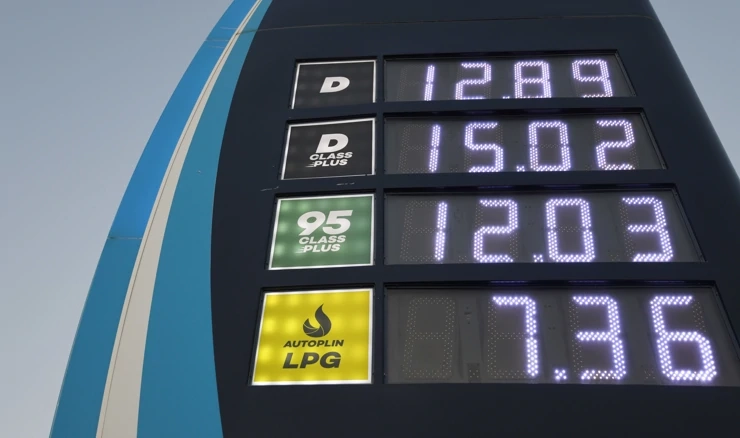 D 12.89
D
CLASS
PLUS 15.02
95
CLASS
PLUS 12.03
AUTOPLIN
LPG 7.36